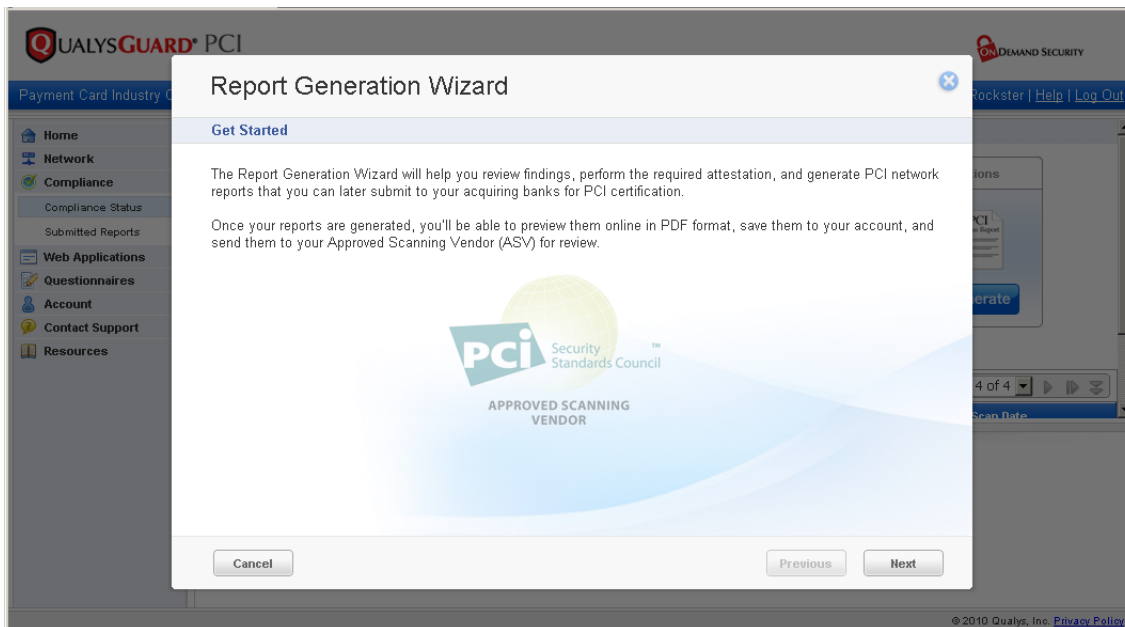 QUALYSGUARD® PCI
ONDEMAND SECURITY
Payment Card Industry
Rockster | Help | Log Out
Home
Network
Compliance
Compliance Status
Submitted Reports
Web Applications
Questionnaires
Account
Contact Support
Resources
Report Generation Wizard
Get Started
The Report Generation Wizard will help you review findings, perform the required attestation, and generate PCI network
reports that you can later submit to your acquiring banks for PCI certification.
Once your reports are generated, you'll be able to preview them online in PDF format, save them to your account, and
send them to your Approved Scanning Vendor (ASV) for review.
PCI Security
Standards Council ™
APPROVED SCANNING
VENDOR
Cancel
Previous
Next
ions
PCI
Report
erate
4 of 4
Scan Date
© 2010 Qualys, Inc. Privacy Policy